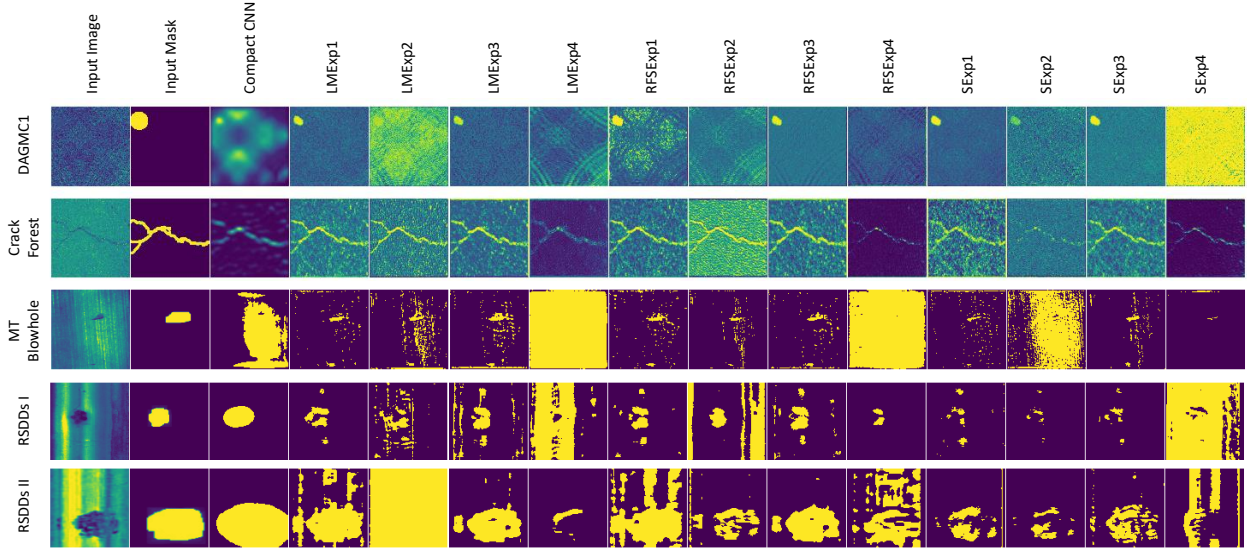 Input Image
Input Mask
Compact CNN
LMExp1
LMExp2
LMExp3
LMExp4
RFSExp1
RFSExp2
RFSExp3
RFSExp4
SExp1
SExp2
SExp3
SExp4
DAGMC1
Crack
Forest
MT
Blowhole
RSDDs I
RSDDs II